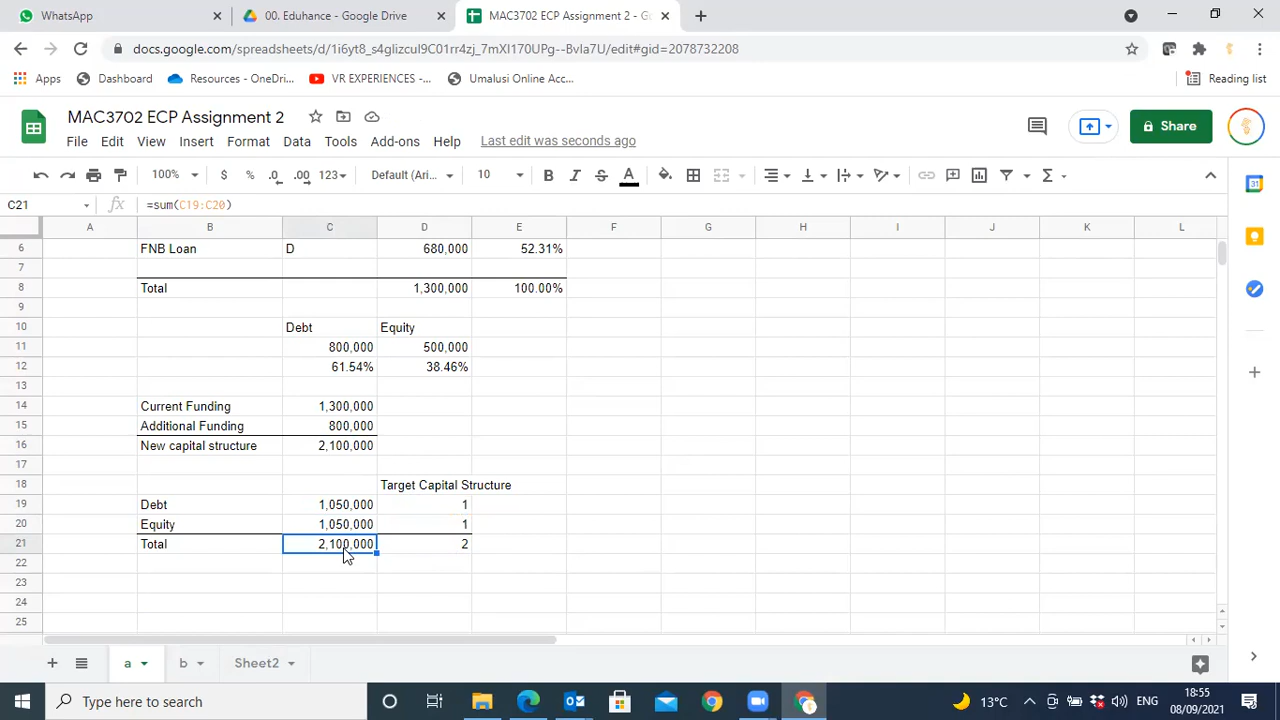 WhatsApp
00. Eduhance - Google Drive
MAC3702 ECP Assignment 2 - Go
docs.google.com/spreadsheets/d/1i6yt8_s4glizcul9C01rr4zj_7mXI170UPg--BvIa7U/edit#gid=2078732208
Apps Dashboard Resources - OneDri... VR EXPERIENCES -... Umalusi Online Acc... Reading list
MAC3702 ECP Assignment 2
File Edit View Insert Format Data Tools Add-ons Help Last edit was seconds ago
Share
100% $ % .0 .00 123 Default (Ari... 10 B I S A
C21 fx =sum(C19:C20)
A B C D E F G H I J K L
6 FNB Loan D 680,000 52.31%
7
8 Total 1,300,000 100.00%
9
10 Debt Equity
11 800,000 500,000
12 61.54% 38.46%
13
14 Current Funding 1,300,000
15 Additional Funding 800,000
16 New capital structure 2,100,000
17
18 Target Capital Structure
19 Debt 1,050,000 1
20 Equity 1,050,000 1
21 Total 2,100,000 2
22
23
24
25
a b Sheet2
Type here to search
13°C ENG
18:55
08/09/2021